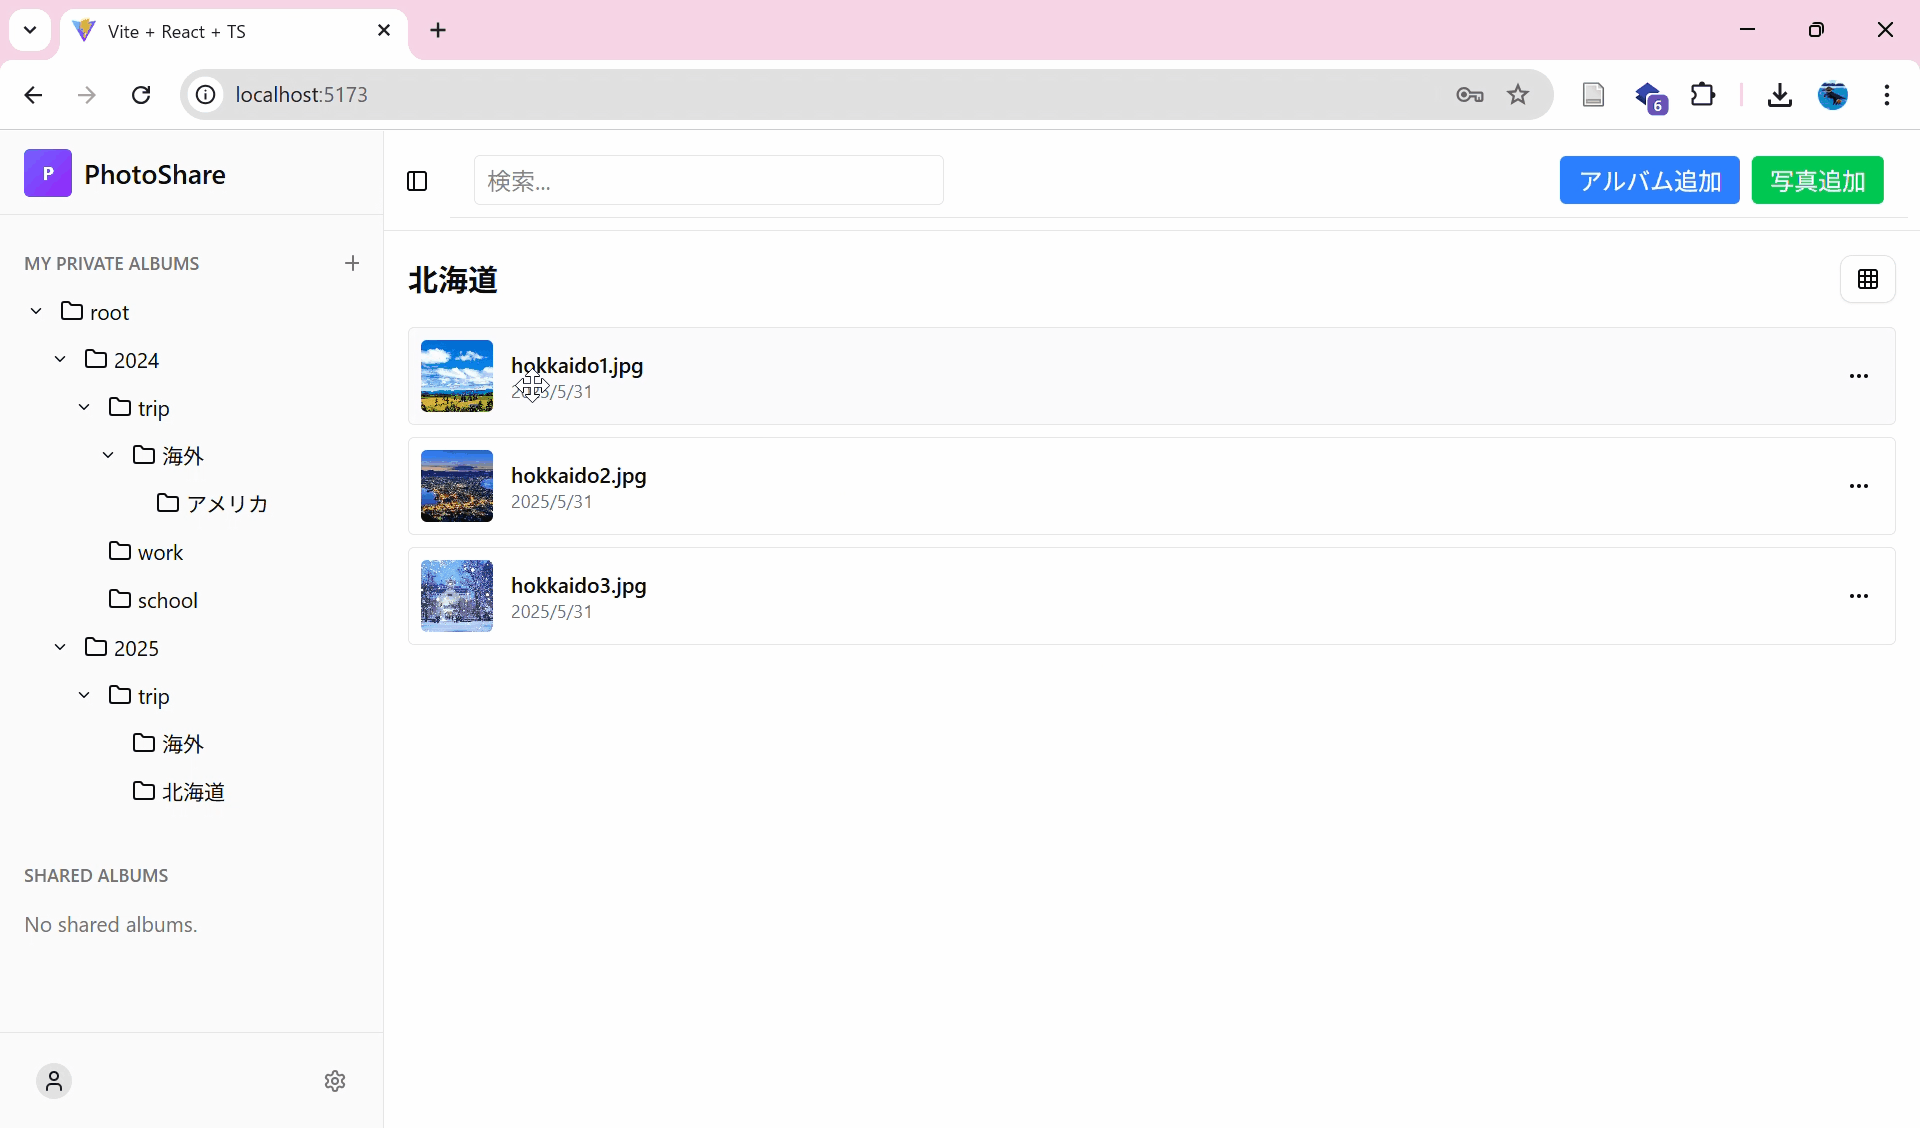 Vite + React + TS
localhost:5173
6
P
PhotoShare
検索...
アルバム追加
写真追加
MY PRIVATE ALBUMS
root
2024
trip
海外
アメリカ
work
school
2025
trip
海外
北海道
SHARED ALBUMS
No shared albums.
北海道
hokkaido1.jpg
2025/5/31
hokkaido2.jpg
2025/5/31
hokkaido3.jpg
2025/5/31